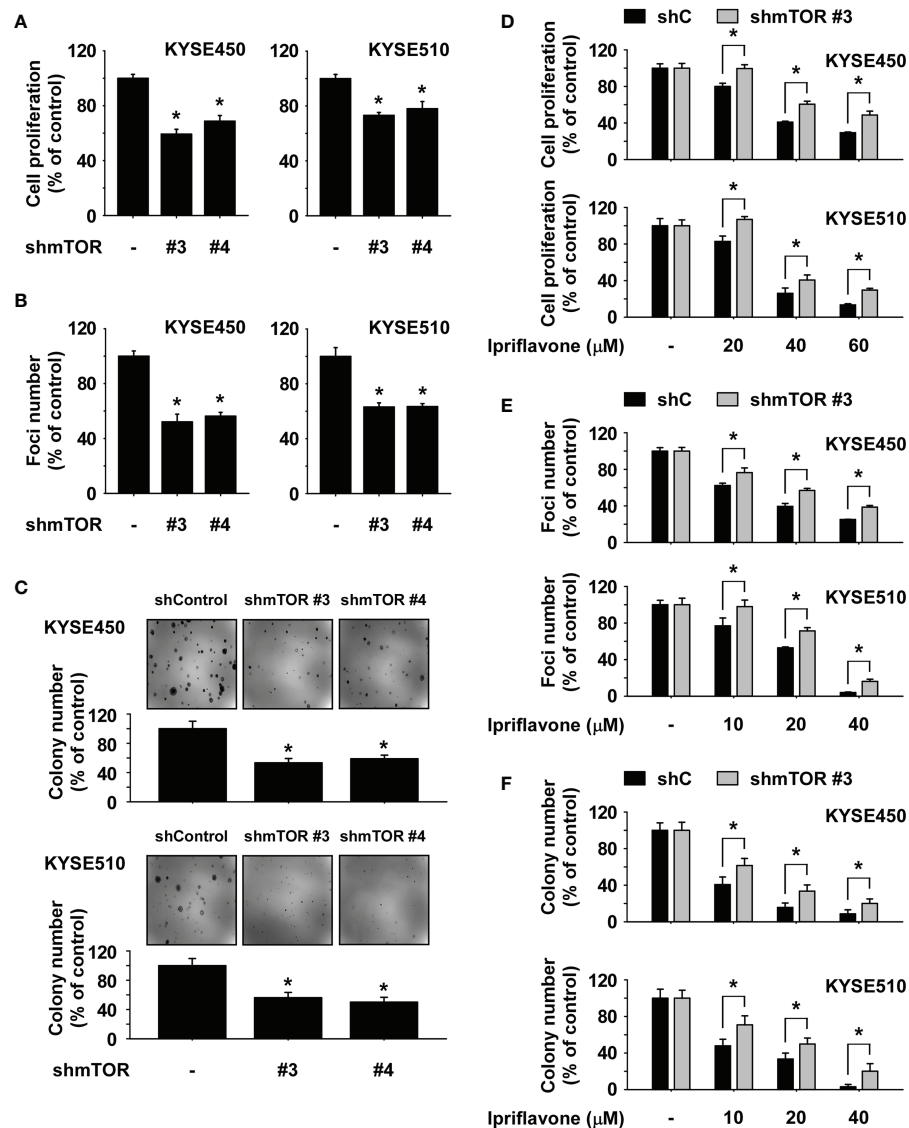 A
KYSE450
KYSE510
Cell proliferation
(% of control)
120
80
40
0
120
80
40
0
* *
* *
shmTOR - #3 #4 - #3 #4
B
KYSE450
KYSE510
Foci number
(% of control)
120
80
40
0
120
80
40
0
* *
* *
shmTOR - #3 #4 - #3 #4
C
shControl shmTOR #3 shmTOR #4
KYSE450
Colony number
(% of control)
120
80
40
0
* *
shControl shmTOR #3 shmTOR #4
KYSE510
Colony number
(% of control)
120
80
40
0
* *
shmTOR - #3 #4
D
shC shmTOR #3
KYSE450
Cell proliferation
(% of control)
120
80
40
0
* * *
KYSE510
Cell proliferation
(% of control)
120
80
40
0
* * *
Ipriflavone (μM) - 20 40 60
E
shC shmTOR #3
KYSE450
Foci number
(% of control)
120
80
40
0
* * *
KYSE510
Foci number
(% of control)
120
80
40
0
* * *
Ipriflavone (μM) - 10 20 40
F
shC shmTOR #3
KYSE450
Colony number
(% of control)
120
80
40
0
* * *
KYSE510
Colony number
(% of control)
120
80
40
0
* * *
Ipriflavone (μM) - 10 20 40